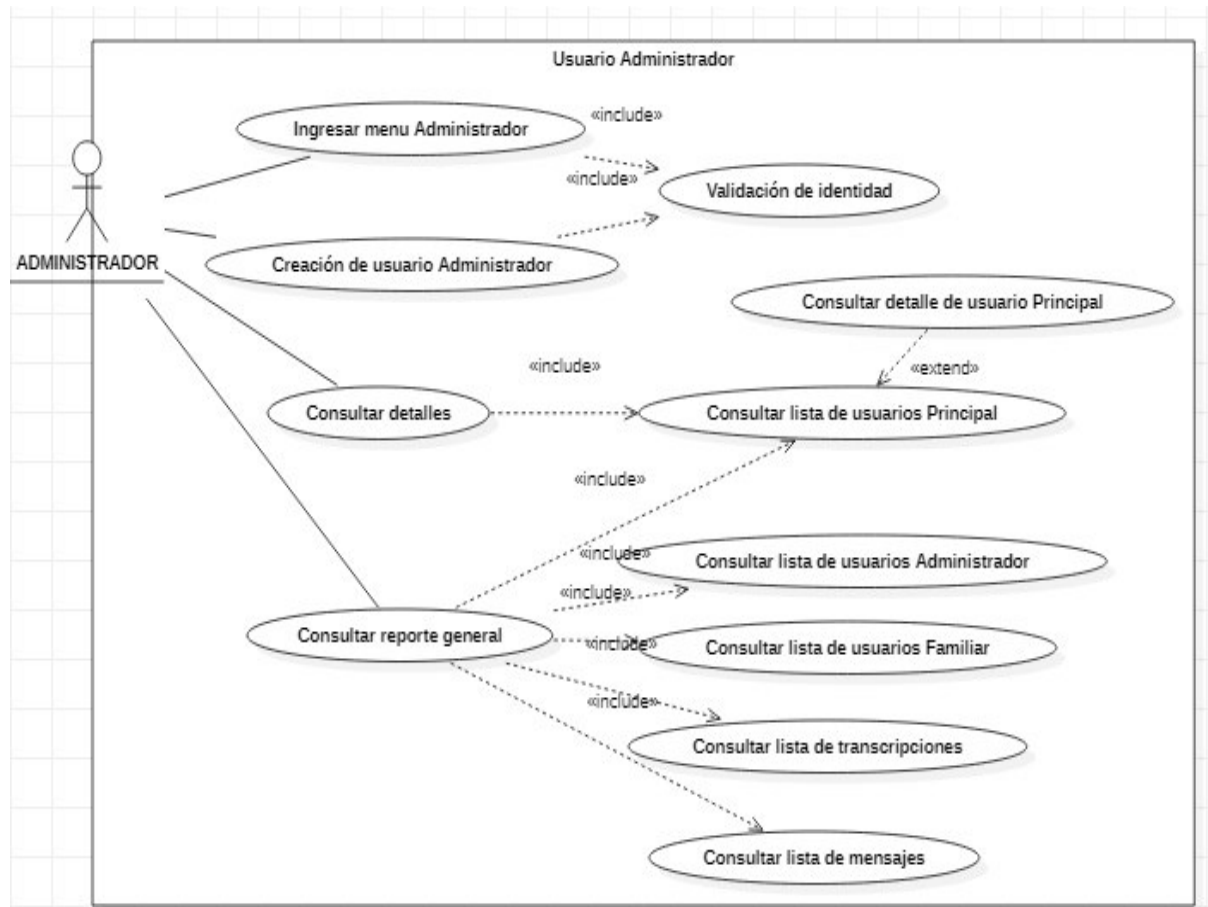 Usuario Administrador
«include»
Ingresar menu Administrador
«include»
Validación de identidad
ADMINISTRADOR
Creación de usuario Administrador
Consultar detalle de usuario Principal
«include»
«extend»
Consultar detalles
Consultar lista de usuarios Principal
«include»
«include»
Consultar lista de usuarios Administrador
«include»
Consultar reporte general
«include»
Consultar lista de usuarios Familiar
«include»
Consultar lista de transcripciones
Consultar lista de mensajes